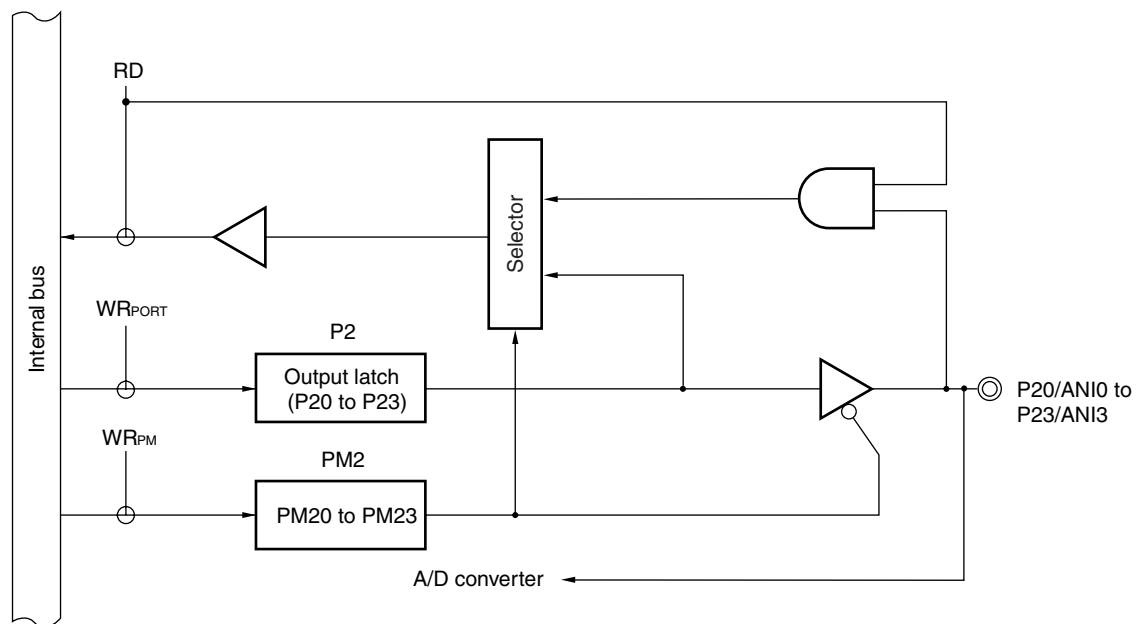 RD
Selector
Internal bus
WRPORT
P2
Output latch
(P20 to P23)
P20/ANI0 to
P23/ANI3
WRPM
PM2
PM20 to PM23
A/D converter